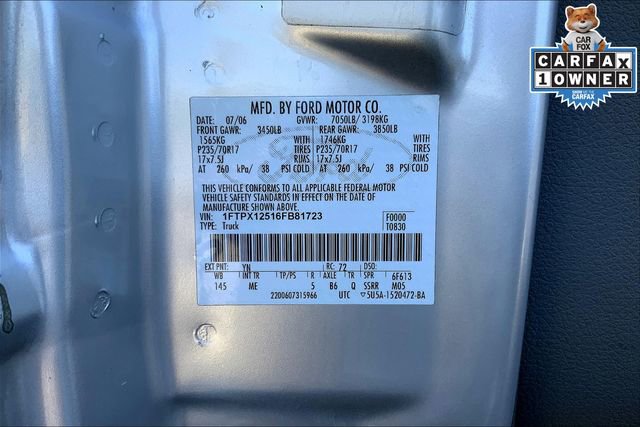 CAR
FOX
CARFAX
1 OWNER
SHOW ME THE
CARFAX
MFD. BY FORD MOTOR CO.
DATE: 07/06 GVWR: 7050LB/ 3198KG
FRONT GAWR: 3450LB REAR GAWR: 3850LB
1565KG WITH 1746KG WITH
P235/70R17 TIRES P235/70R17 TIRES
17x7.5J RIMS 17x7.5J RIMS
AT 260 kPa/ 38 PSI COLD AT 260 kPa/ 38 PSI COLD
THIS VEHICLE CONFORMS TO ALL APPLICABLE FEDERAL MOTOR
VEHICLE SAFETY STANDARDS IN EFFECT ON THE DATE OF
MANUFACTURE SHOWN ABOVE.
VIN: 1FTPX12516FB81723 F0000
TYPE: Truck T0830
EXT PNT: YN RC: 72 DSO:
WB INT TR TP/PS R AXLE TR SPR 6F613
145 ME 5 B6 Q SSRR M05
2200607315966 UTC ▽5U5A-1520472-BA